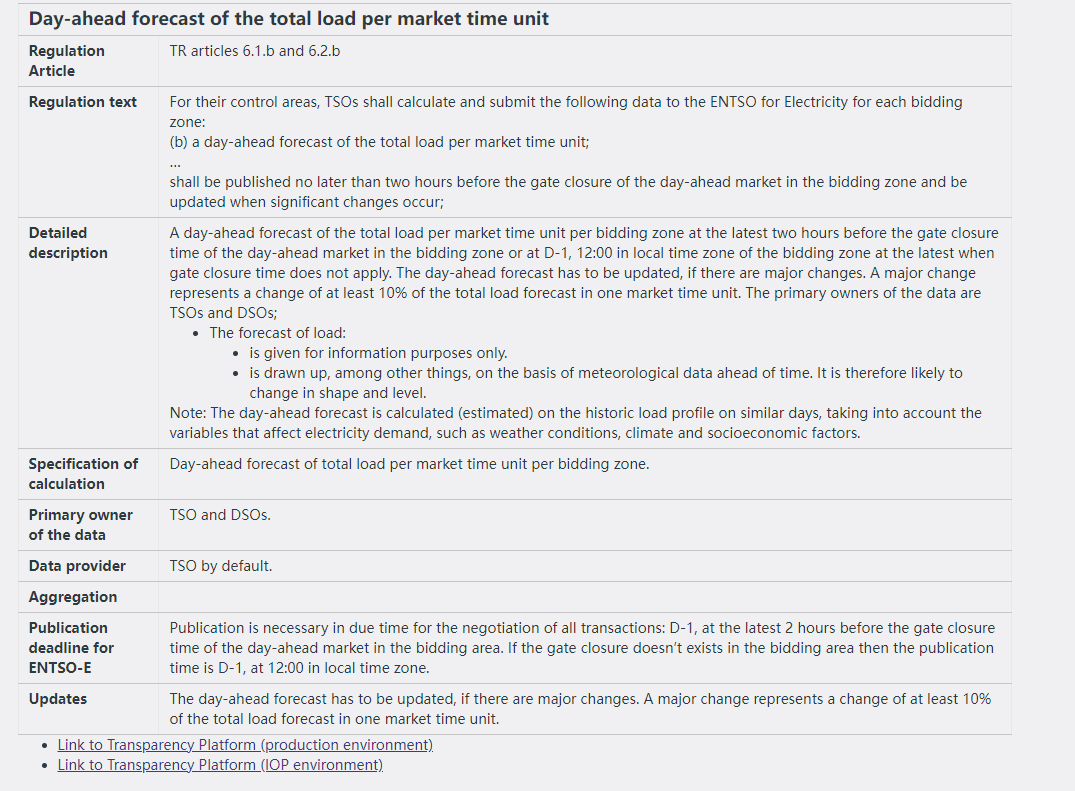 Day-ahead forecast of the total load per market time unit
Regulation
Article
TR articles 6.1.b and 6.2.b
Regulation text
For their control areas, TSOs shall calculate and submit the following data to the ENTSO for Electricity for each bidding
zone:
(b) a day-ahead forecast of the total load per market time unit;
...
shall be published no later than two hours before the gate closure of the day-ahead market in the bidding zone and be
updated when significant changes occur;
Detailed
description
A day-ahead forecast of the total load per market time unit per bidding zone at the latest two hours before the gate closure
time of the day-ahead market in the bidding zone or at D-1, 12:00 in local time zone of the bidding zone at the latest when
gate closure time does not apply. The day-ahead forecast has to be updated, if there are major changes. A major change
represents a change of at least 10% of the total load forecast in one market time unit. The primary owners of the data are
TSOs and DSOs;
• The forecast of load:
• is given for information purposes only.
• is drawn up, among other things, on the basis of meteorological data ahead of time. It is therefore likely to
change in shape and level.
Note: The day-ahead forecast is calculated (estimated) on the historic load profile on similar days, taking into account the
variables that affect electricity demand, such as weather conditions, climate and socioeconomic factors.
Specification of
calculation
Day-ahead forecast of total load per market time unit per bidding zone.
Primary owner
of the data
TSO and DSOs.
Data provider
TSO by default.
Aggregation
Publication
deadline for
ENTSO-E
Publication is necessary in due time for the negotiation of all transactions: D-1, at the latest 2 hours before the gate closure
time of the day-ahead market in the bidding area. If the gate closure doesn't exists in the bidding area then the publication
time is D-1, at 12:00 in local time zone.
Updates
The day-ahead forecast has to be updated, if there are major changes. A major change represents a change of at least 10%
of the total load forecast in one market time unit.
• Link to Transparency Platform (production environment)
• Link to Transparency Platform (IOP environment)